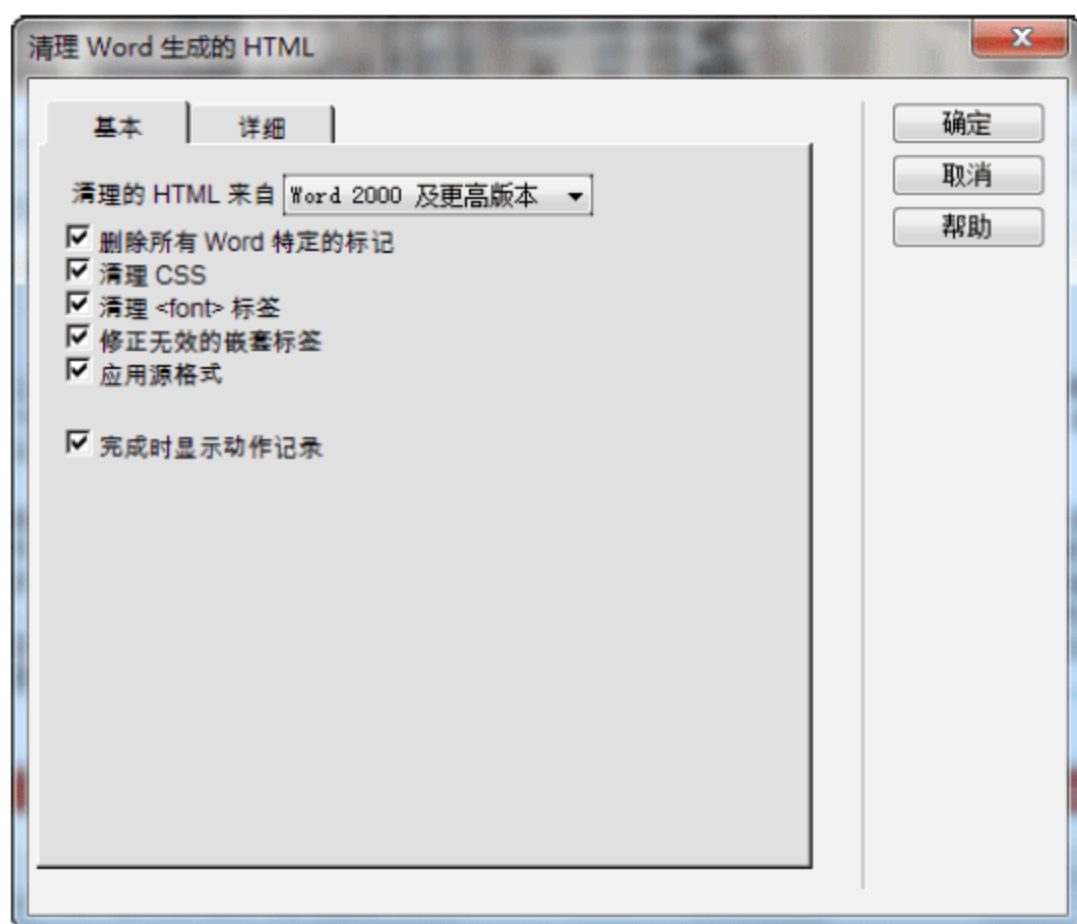 清理 Word 生成的 HTML
基本 详细
清理的 HTML 来自 Word 2000 及更高版本
删除所有 Word 特定的标记
清理 CSS
清理 <font> 标签
修正无效的嵌套标签
应用源格式
完成时显示动作记录
确定
取消
帮助